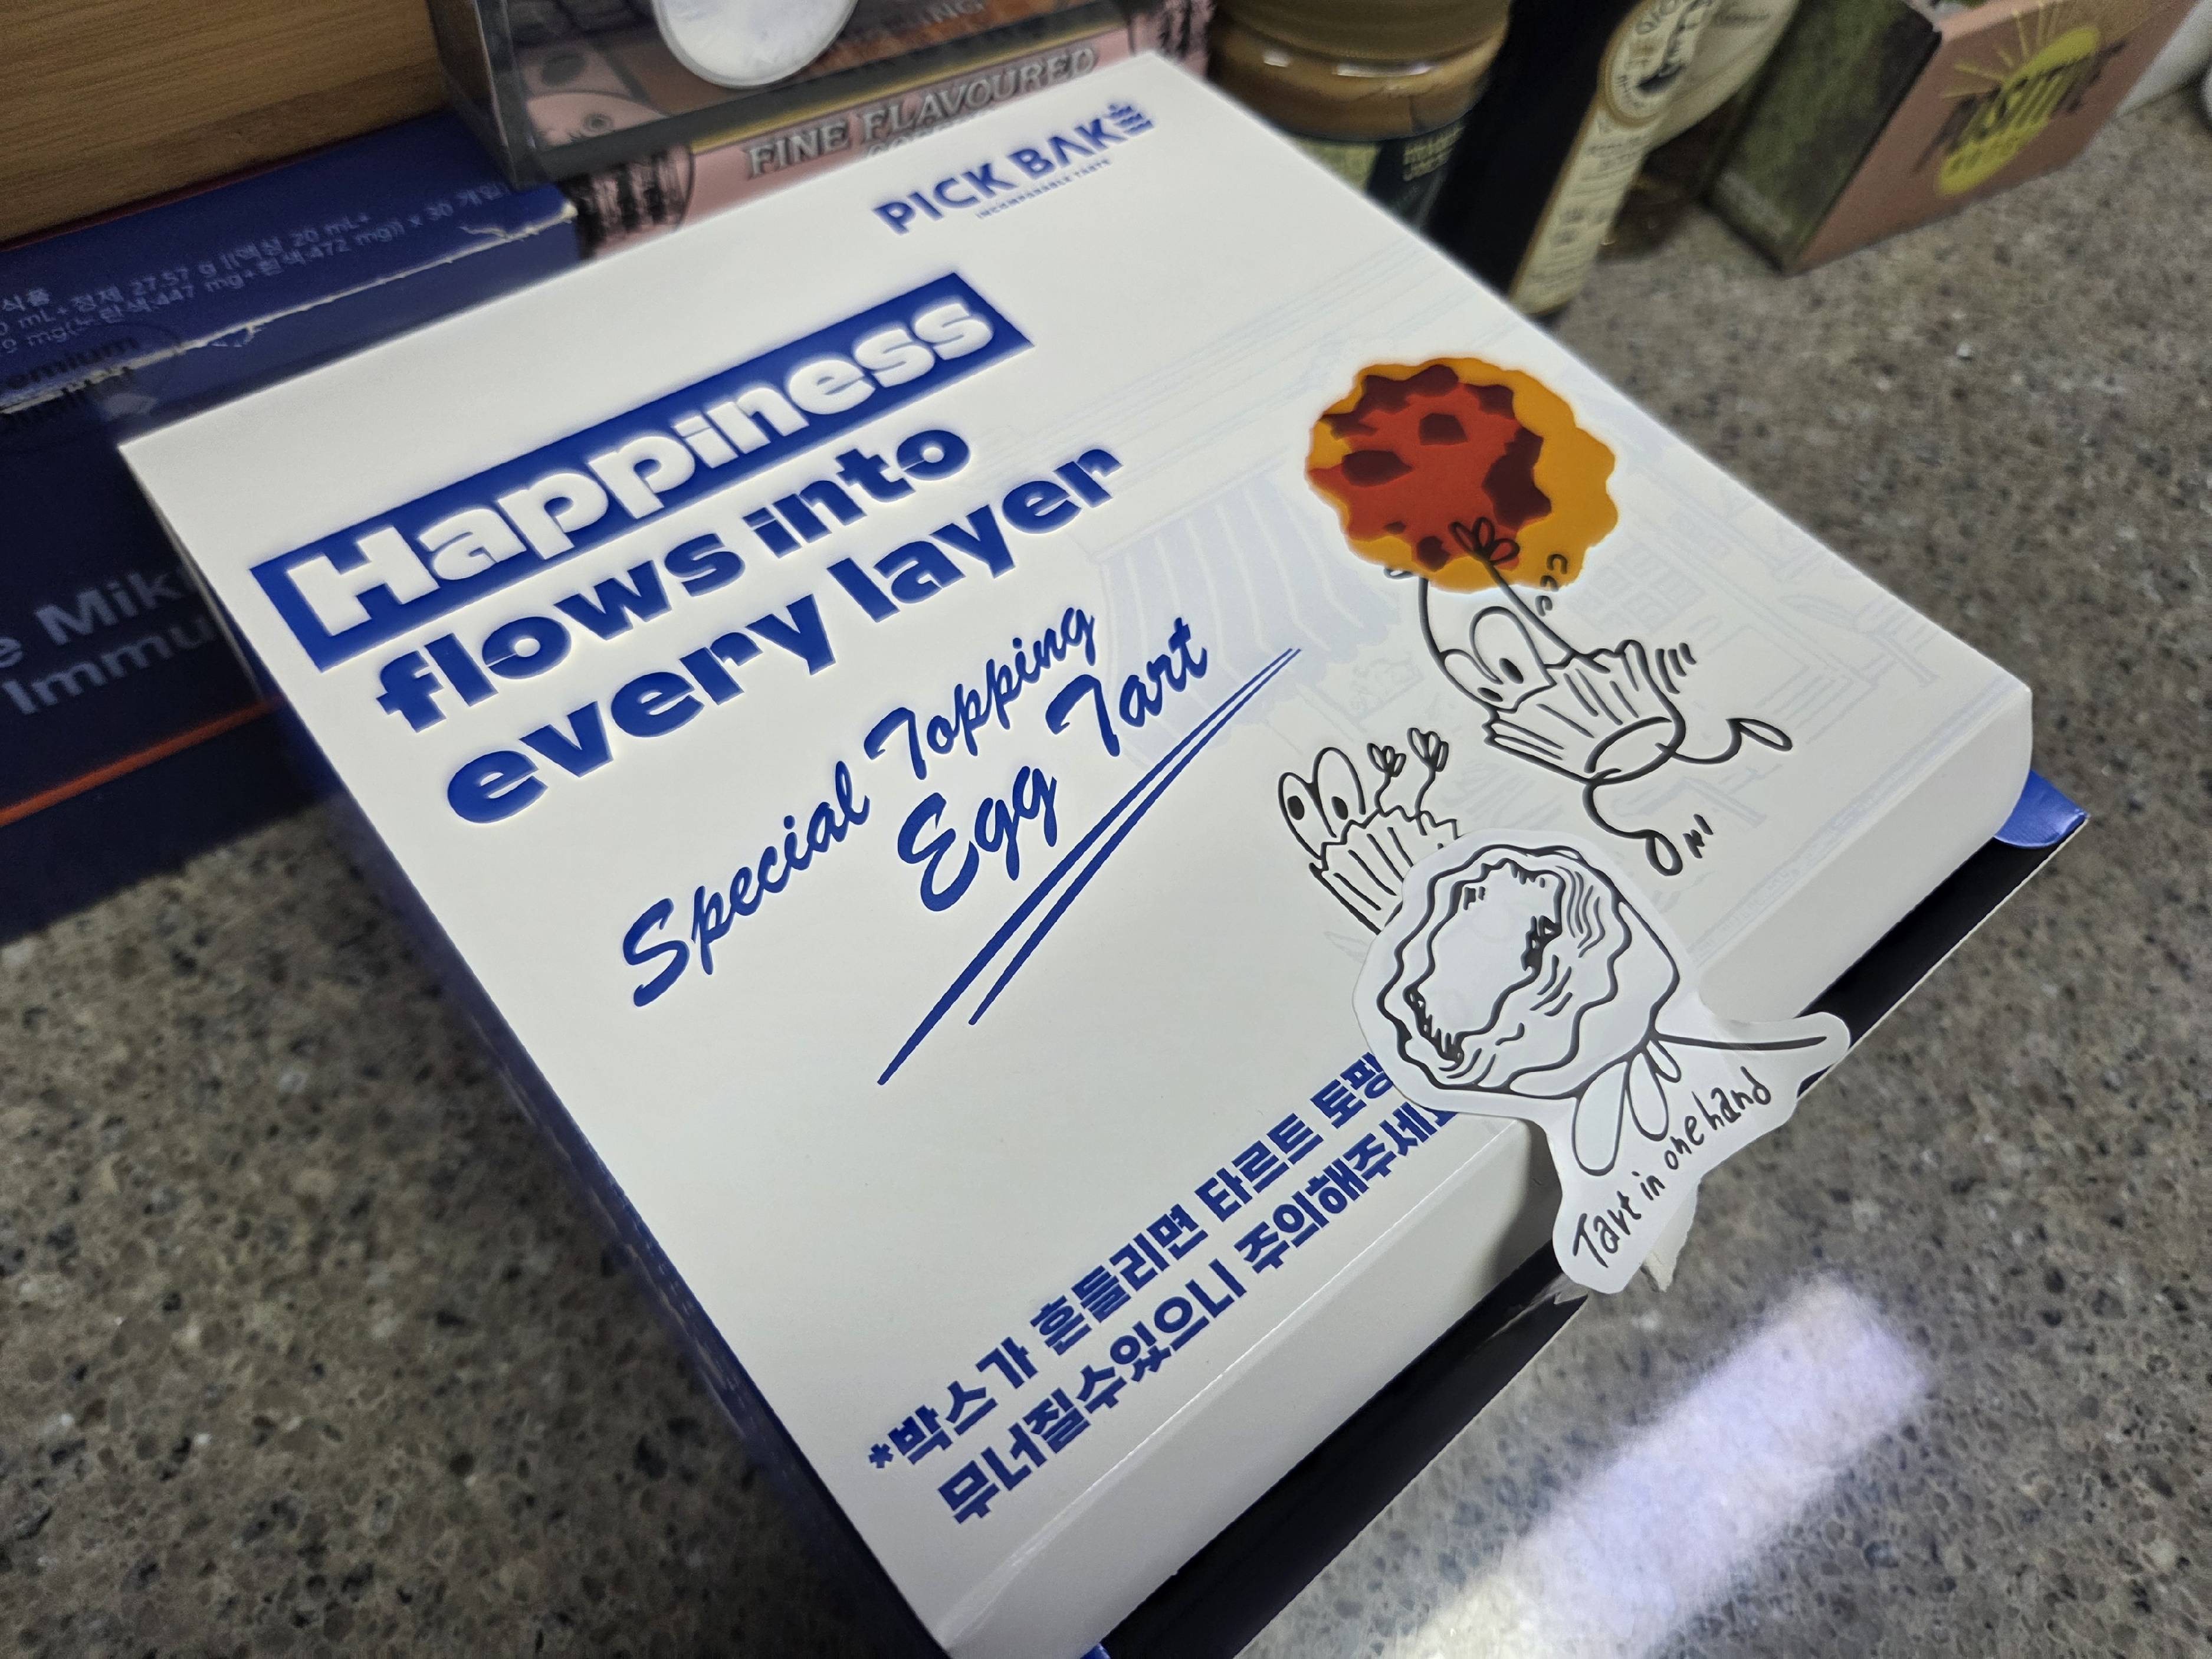 FINE FLAVOURED
PICK BAKE
INCOMPARABLE TARTS
Happiness
flows into
every layer
Special Topping
Egg Tart
*박스가 흔들리면 타르트 토핑
무너질수있으니 주의해주세
Tart in one hand
Immu